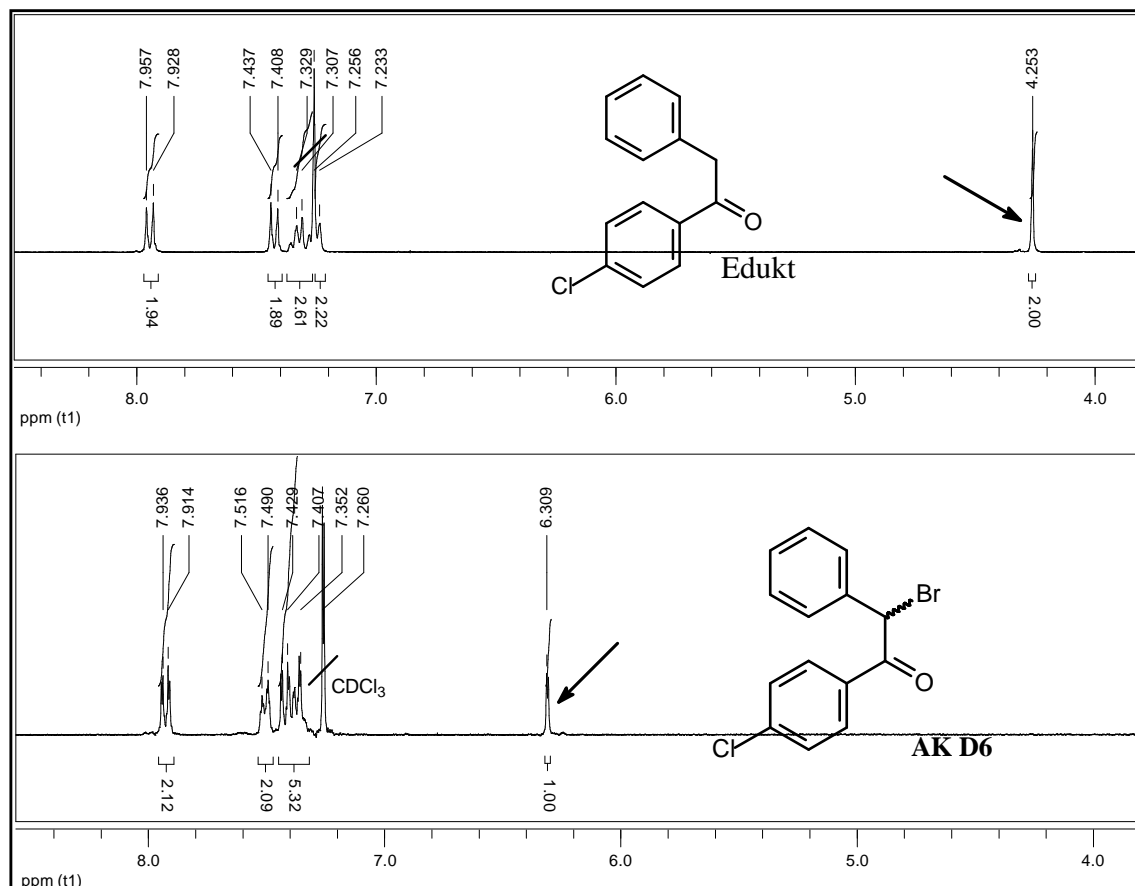 7.957 7.928 7.437 7.408 7.329 7.307 7.256 7.233 4.253
O
Edukt
Cl
1.94 1.89 2.61 2.22 2.00
8.0 7.0 6.0 5.0 4.0
ppm (t1)
7.936 7.914 7.516 7.490 7.429 7.407 7.352 7.260 6.309
Br
CDCl₃
O
Cl
AK D6
2.12 2.09 5.32 1.00
8.0 7.0 6.0 5.0 4.0
ppm (t1)